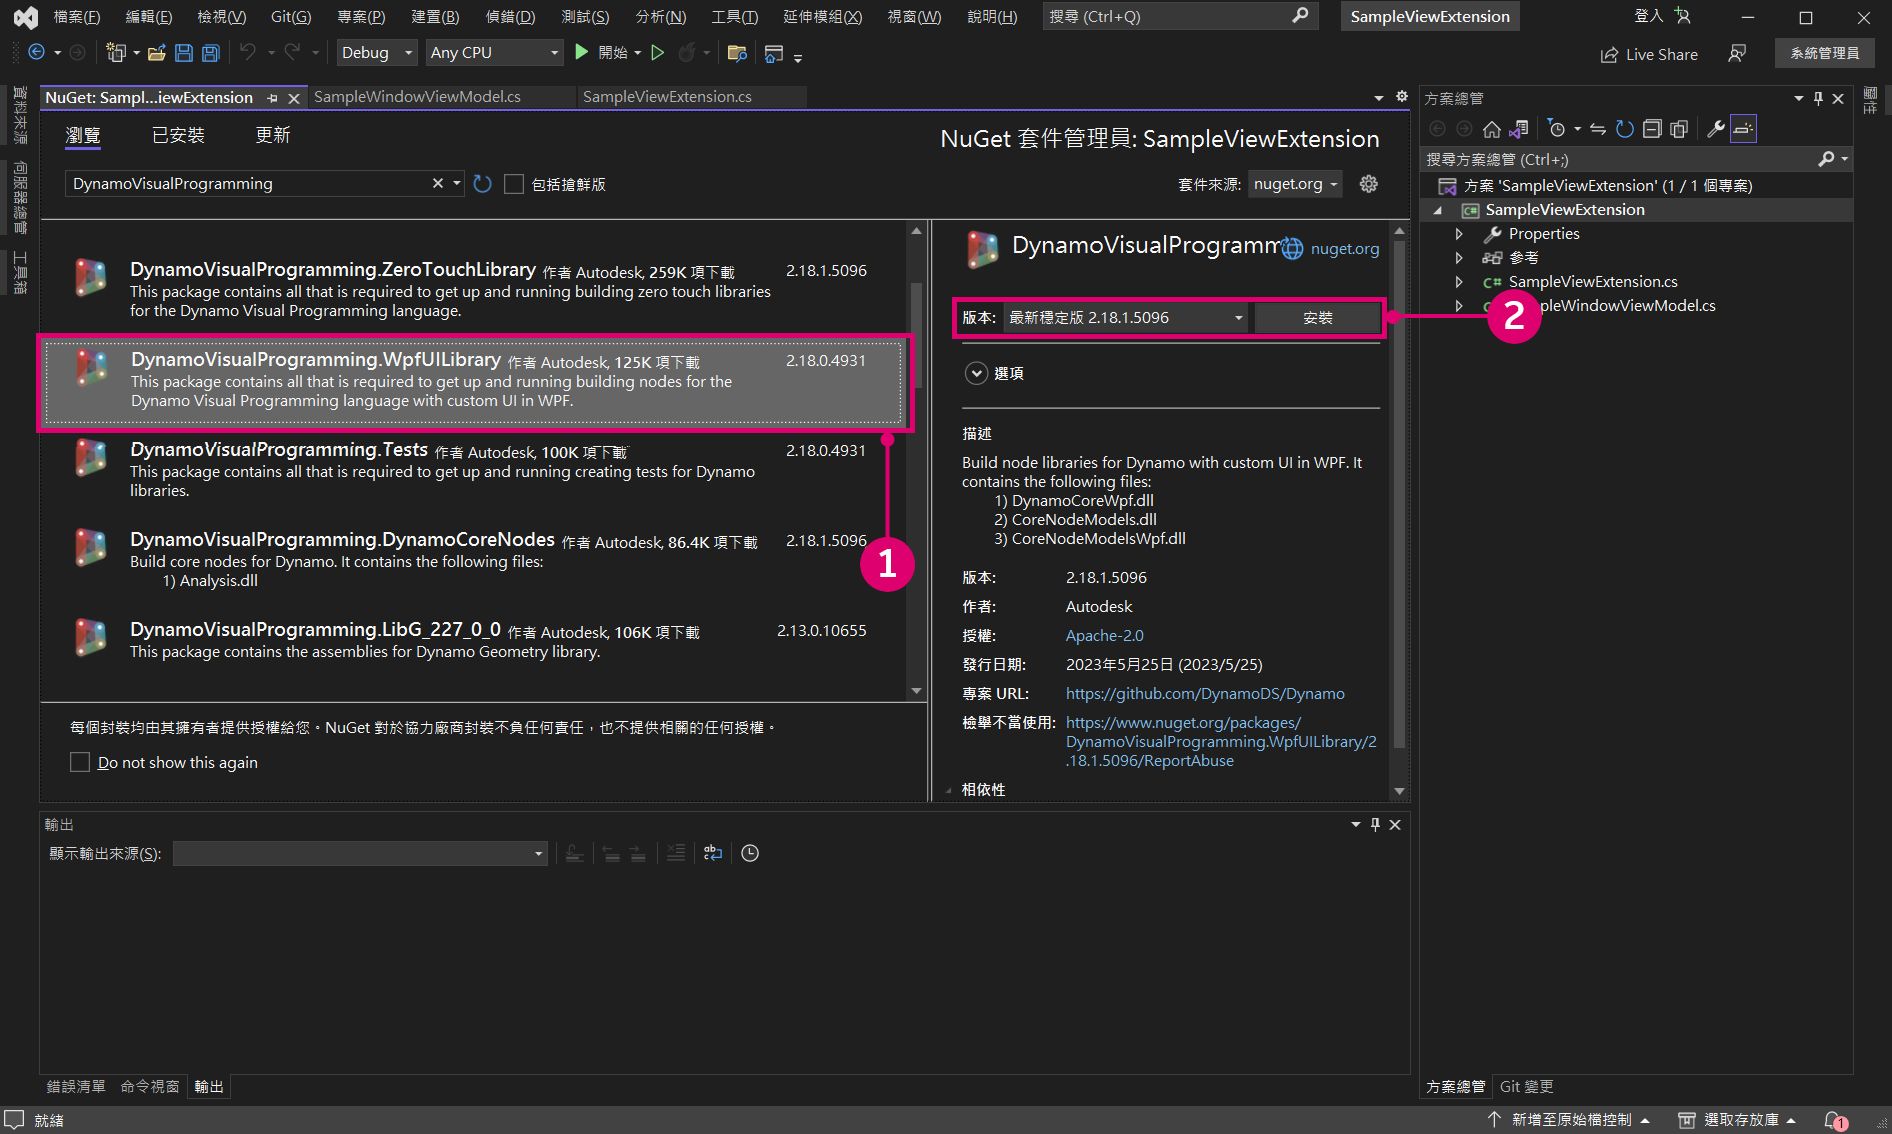 檔案(F) 編輯(E) 檢視(V) Git(G) 專案(P) 建置(B) 偵錯(D) 測試(S) 分析(N) 工具(T) 延伸模組(X) 視窗(W) 說明(H) 搜尋 (Ctrl+Q) SampleViewExtension 登入
Debug Any CPU 開始 Live Share 系統管理員
資料來源
伺服器總管
工具箱
NuGet: Sampl...iewExtension SampleWindowViewModel.cs SampleViewExtension.cs
瀏覽 已安裝 更新
NuGet 套件管理員: SampleViewExtension
DynamoVisualProgramming 包括搶鮮版
套件來源: nuget.org
DynamoVisualProgramming.ZeroTouchLibrary 作者 Autodesk, 259K 項下載 2.18.1.5096
This package contains all that is required to get up and running building zero touch libraries
for the Dynamo Visual Programming language.
DynamoVisualProgramming.WpfUILibrary 作者 Autodesk, 125K 項下載 2.18.0.4931
This package contains all that is required to get up and running building nodes for the
Dynamo Visual Programming language with custom UI in WPF.
DynamoVisualProgramming.Tests 作者 Autodesk, 100K 項下載 2.18.0.4931
This package contains all that is required to get up and running creating tests for Dynamo
libraries.
DynamoVisualProgramming.DynamoCoreNodes 作者 Autodesk, 86.4K 項下載 2.18.1.5096
Build core nodes for Dynamo. It contains the following files:
1) Analysis.dll
1
DynamoVisualProgramming.LibG_227_0_0 作者 Autodesk, 106K 項下載 2.13.0.10655
This package contains the assemblies for Dynamo Geometry library.
每個封裝均由其擁有者提供授權給您。NuGet 對於協力廠商封裝不負任何責任，也不提供相關的任何授權。
Do not show this again
DynamoVisualProgramm nuget.org
版本: 最新穩定版 2.18.1.5096 安裝
2
選項
描述
Build node libraries for Dynamo with custom UI in WPF. It
contains the following files:
1) DynamoCoreWpf.dll
2) CoreNodeModels.dll
3) CoreNodeModelsWpf.dll
版本: 2.18.1.5096
作者: Autodesk
授權: Apache-2.0
發行日期: 2023年5月25日 (2023/5/25)
專案 URL: https://github.com/DynamoDS/Dynamo
檢舉不當使用: https://www.nuget.org/packages/
DynamoVisualProgramming.WpfUILibrary/2
.18.1.5096/ReportAbuse
相依性
輸出
顯示輸出來源(S):
錯誤清單 命令視窗 輸出
方案總管
搜尋方案總管 (Ctrl+;)
方案 'SampleViewExtension' (1 / 1 個專案)
C# SampleViewExtension
Properties
參考
C# SampleViewExtension.cs
pleWindowViewModel.cs
屬性
方案總管 Git 變更
就緒 新增至原始檔控制 選取存放庫 1